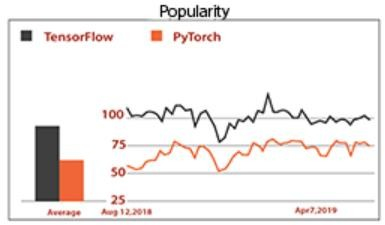 Popularity
TensorFlow PyTorch
100
75
50
25
Average Aug 12,2018 Apr7,2019